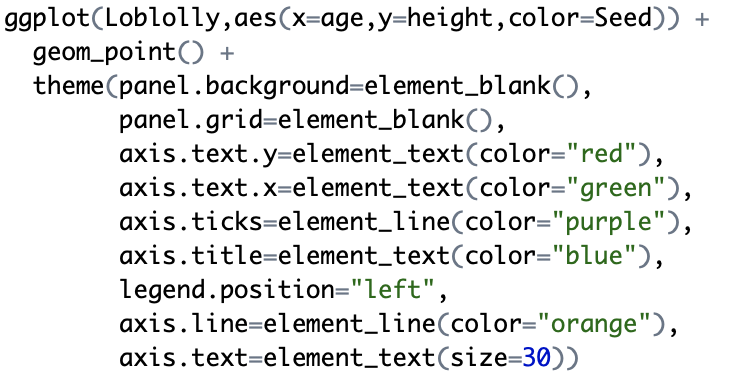 ggplot(Loblolly,aes(x=age,y=height,color=Seed)) +
  geom_point() +
  theme(panel.background=element_blank(),
        panel.grid=element_blank(),
        axis.text.y=element_text(color="red"),
        axis.text.x=element_text(color="green"),
        axis.ticks=element_line(color="purple"),
        axis.title=element_text(color="blue"),
        legend.position="left",
        axis.line=element_line(color="orange"),
        axis.text=element_text(size=30))